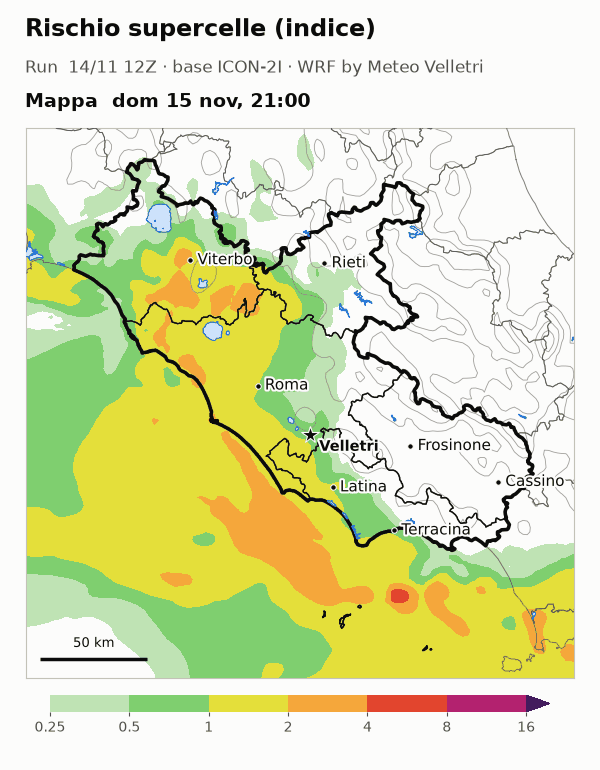 Rischio supercelle (indice)
Run  14/11 12Z · base ICON-2I · WRF by Meteo Velletri
Mappa  dom 15 nov, 21:00
Viterbo
Rieti
Roma
Velletri
Frosinone
Latina
Cassino
Terracina
50 km
0.25 0.5 1 2 4 8 16